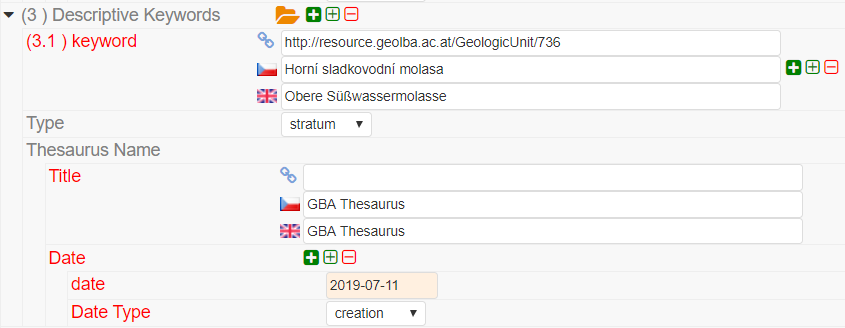 (3 ) Descriptive Keywords
(3.1 ) keyword http://resource.geolba.ac.at/GeologicUnit/736
Horní sladkovodní molasa
Obere Süßwassermolasse
Type stratum
Thesaurus Name
Title
GBA Thesaurus
GBA Thesaurus
Date
date 2019-07-11
Date Type creation